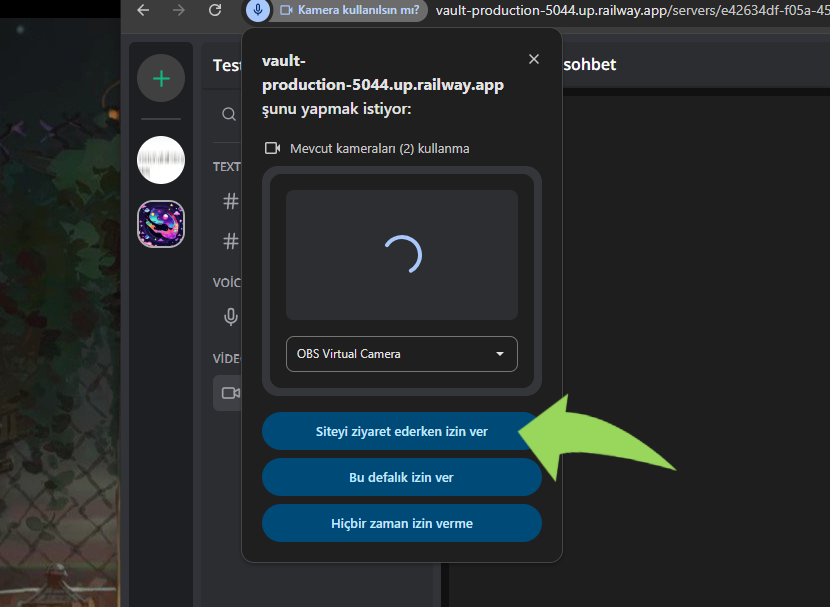 Kamera kullanılsın mı?
vault-production-5044.up.railway.app/servers/e42634df-f05a-45
Test
sohbet
vault-
production-5044.up.railway.app
şunu yapmak istiyor:
Mevcut kameraları (2) kullanma
TEXT
VOİC
VİDE
OBS Virtual Camera
Siteyi ziyaret ederken izin ver
Bu defalık izin ver
Hiçbir zaman izin verme